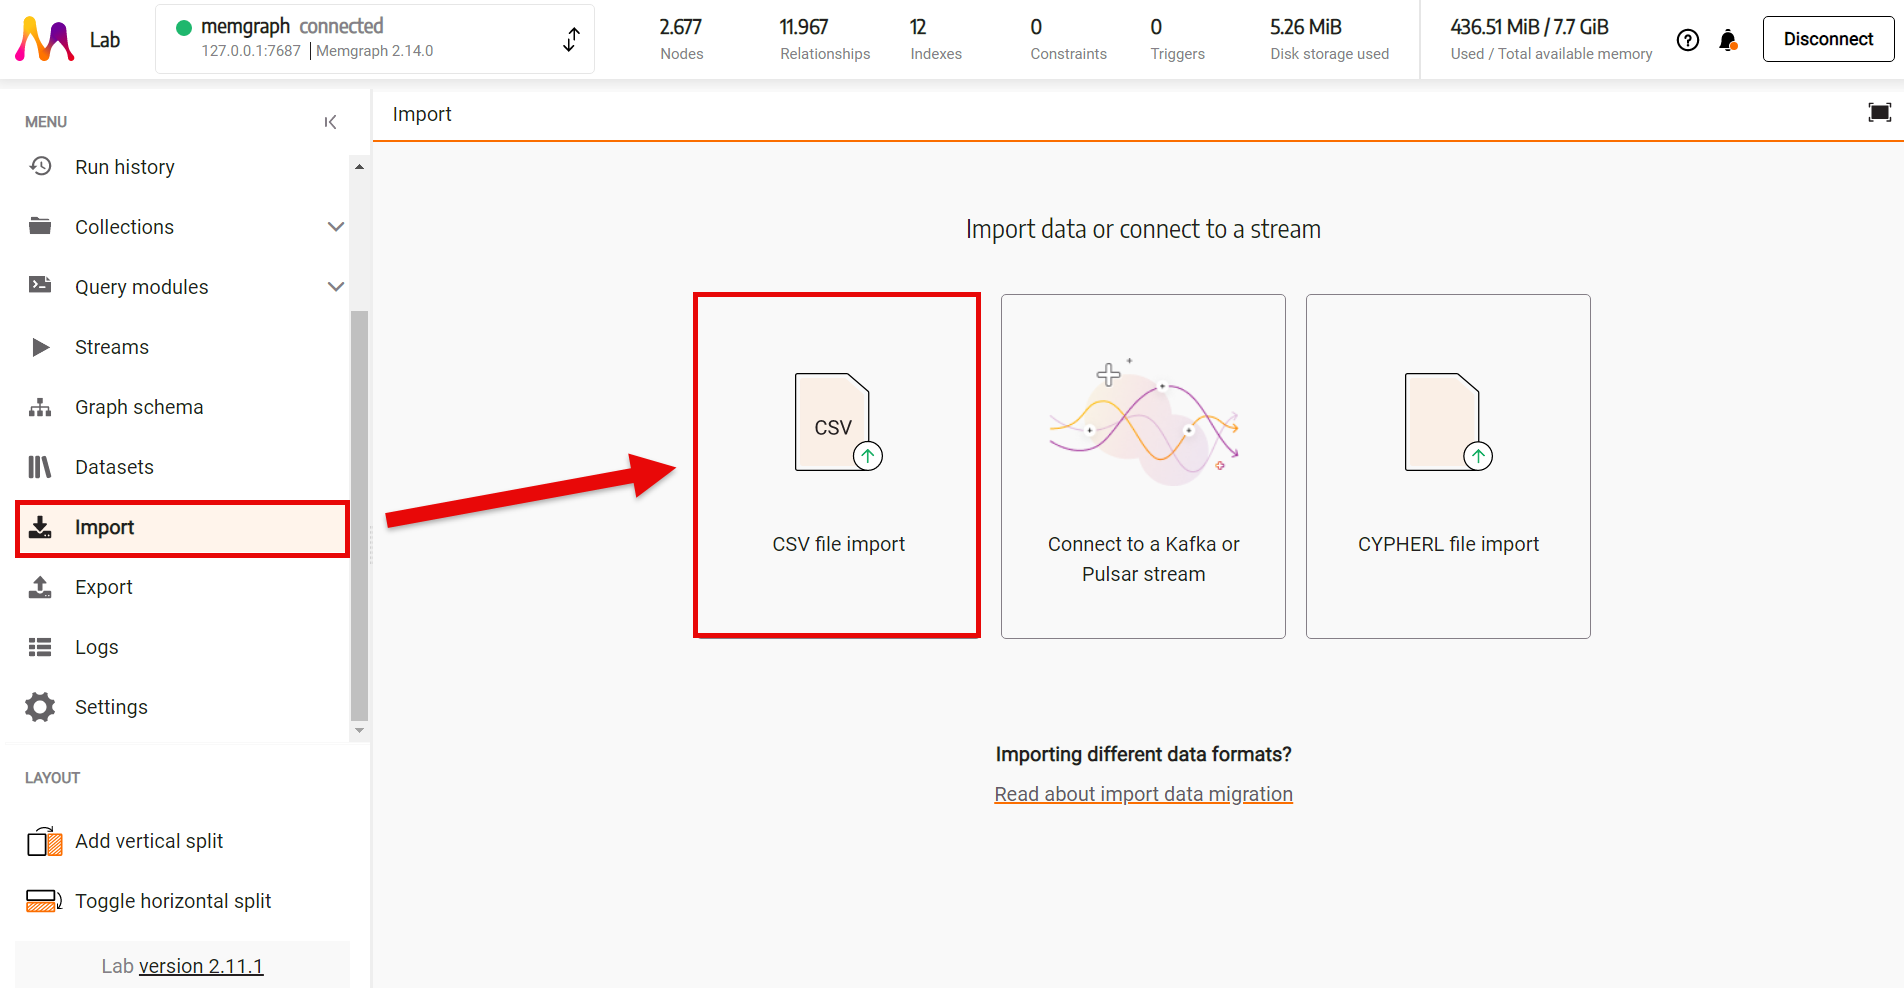 Lab
memgraph connected
127.0.0.1:7687 | Memgraph 2.14.0
2.677
Nodes
11.967
Relationships
12
Indexes
0
Constraints
0
Triggers
5.26 MiB
Disk storage used
436.51 MiB / 7.7 GiB
Used / Total available memory
Disconnect
MENU
Run history
Collections
Query modules
Streams
Graph schema
Datasets
Import
Export
Logs
Settings
LAYOUT
Add vertical split
Toggle horizontal split
Lab version 2.11.1
Import
Import data or connect to a stream
CSV
CSV file import
Connect to a Kafka or
Pulsar stream
CYPHERL file import
Importing different data formats?
Read about import data migration